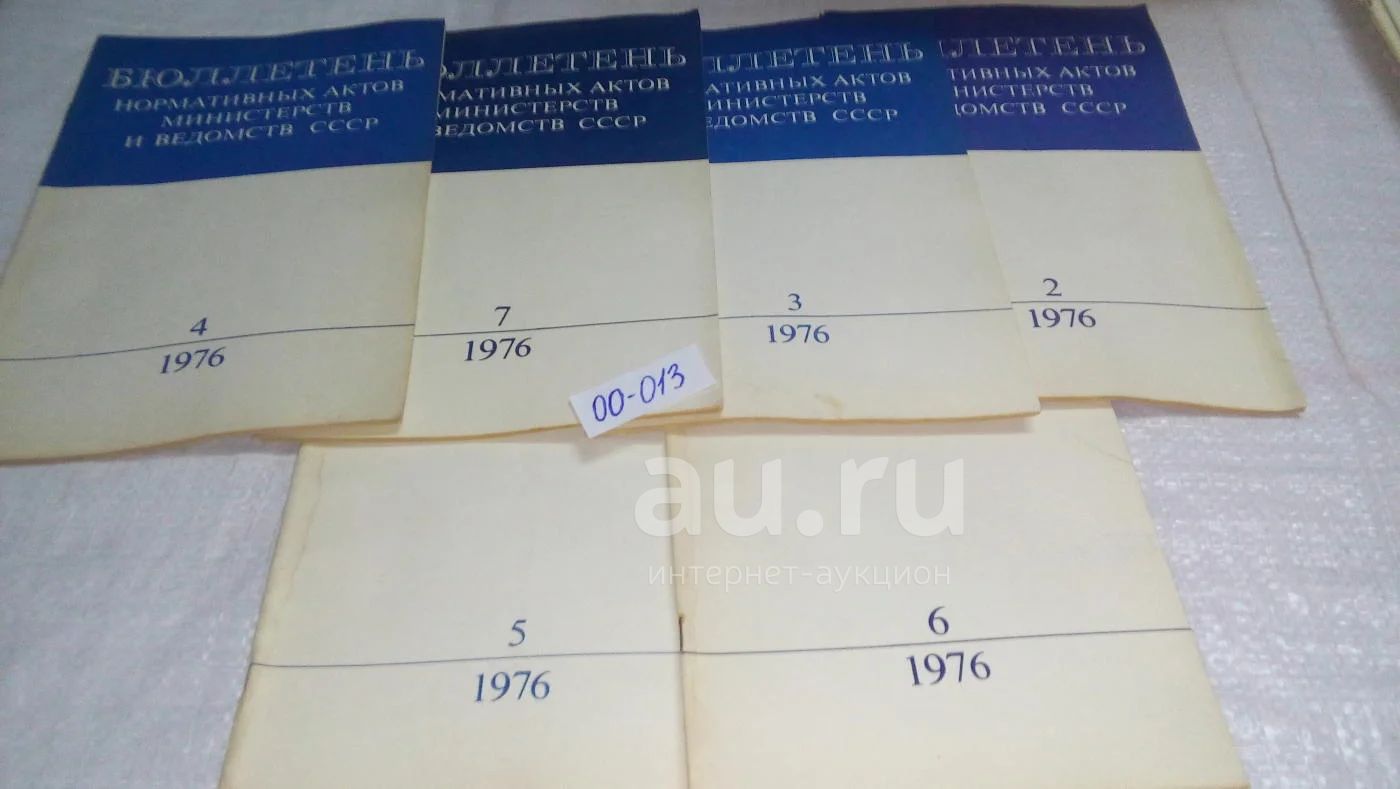 БЮЛЛЕТЕНЬ
НОРМАТИВНЫХ АКТОВ
МИНИСТЕРСТВ
И ВЕДОМСТВ СССР
4
1976
ЮЛЛЕТЕНЬ
МАТИВНЫХ АКТОВ
МИНИСТЕРСТВ
ВЕДОМСТВ СССР
7
1976
ЛЛЕТЕНЬ
АТИВНЫХ АКТОВ
ИНИСТЕРСТВ
ЕДОМСТВ СССР
3
1976
ЛЛЕТЕНЬ
ТИВНЫХ АКТОВ
НИСТЕРСТВ
ДОМСТВ СССР
2
1976
00-013
au.ru
интернет-аукцион
5
1976
6
1976